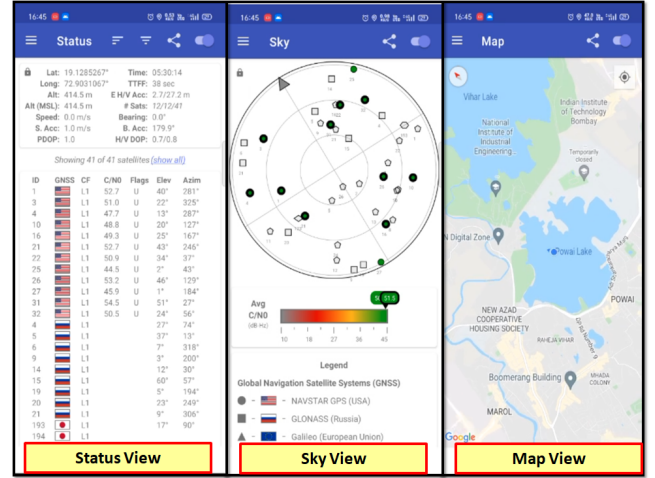 16:45
Status
Lat: 19.1285267° Time: 05:30:14
Long: 72.9031067° TTFF: 38 sec
Alt: 414.5 m E H/V Acc: 2.7/27.2 m
Alt (MSL): 414.5 m # Sats: 12/12/41
Speed: 0.0 m/s Bearing: 0.0°
S. Acc: 1.0 m/s B. Acc: 179.9°
PDOP: 1.0 H/V DOP: 0.7/0.8
Showing 41 of 41 satellites (show all)
ID GNSS CF C/N0 Flags Elev Azim
1 L1 52.7 U 40° 281°
3 L1 51.0 U 22° 325°
4 L1 47.7 U 13° 287°
10 L1 48.8 U 20° 127°
16 L1 49.3 U 25° 167°
21 L1 52.7 U 43° 246°
22 L1 50.9 U 34° 37°
25 L1 44.5 U 2° 43°
26 L1 53.2 U 46° 129°
27 L1 45.9 U 1° 184°
31 L1 54.5 U 51° 27°
32 L1 50.5 U 24° 56°
4 L1 27° 74°
5 L1 37° 13°
6 L1 7° 318°
9 L1 3° 200°
14 L1 12° 30°
15 L1 60° 57°
19 L1 5° 194°
20 L1 23° 249°
21 L1 9° 306°
193 L1 17° 90°
194 L1
Status View
16:45
Sky
51.5
Avg
C/N0
(dB-Hz)
10 18 27 36 45
Legend
Global Navigation Satellite Systems (GNSS)
- NAVSTAR GPS (USA)
- GLONASS (Russia)
- Galileo (European Union)
Sky View
16:45
Map
Vihar Lake
Indian Institute
of Technology
Bombay
National
Institute of
Industrial
Engineering
Temporarily
closed
N Digital Zone
Powai Lake
POWAI
NEW AZAD
COOPERATIVE
HOUSING SOCIETY
RAHEJA VIHAR
Boomerang Building
MHADA
COLONY
MAROL
Google
Map View